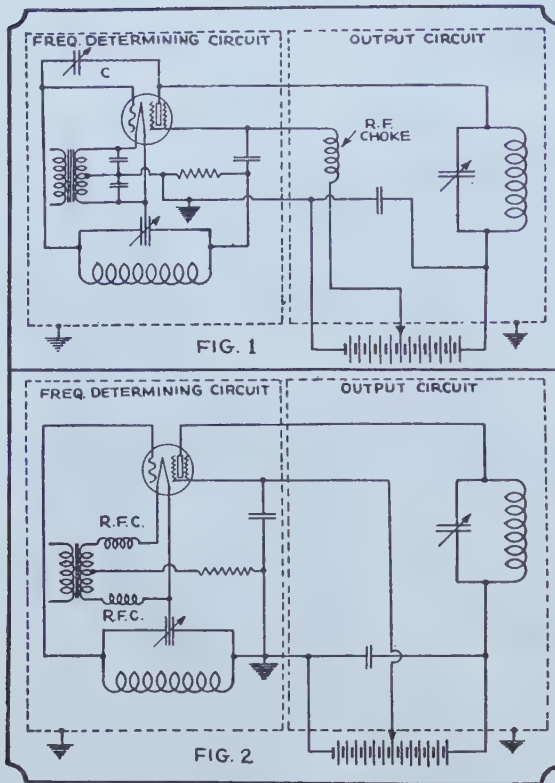 FREQ. DETERMINING CIRCUIT OUTPUT CIRCUIT
C
R.F. CHOKE
FIG. 1
FREQ. DETERMINING CIRCUIT OUTPUT CIRCUIT
R.F.C.
R.F.C.
FIG. 2